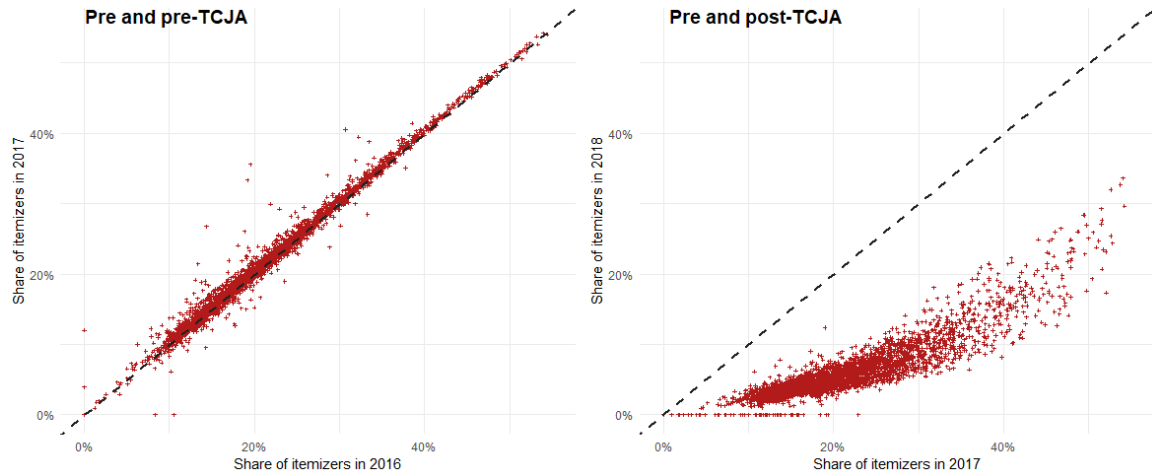 Pre and pre-TCJA
Share of itemizers in 2017
40%
20%
0%
0%
20%
40%
Share of itemizers in 2016
Pre and post-TCJA
Share of itemizers in 2018
40%
20%
0%
0%
20%
40%
Share of itemizers in 2017